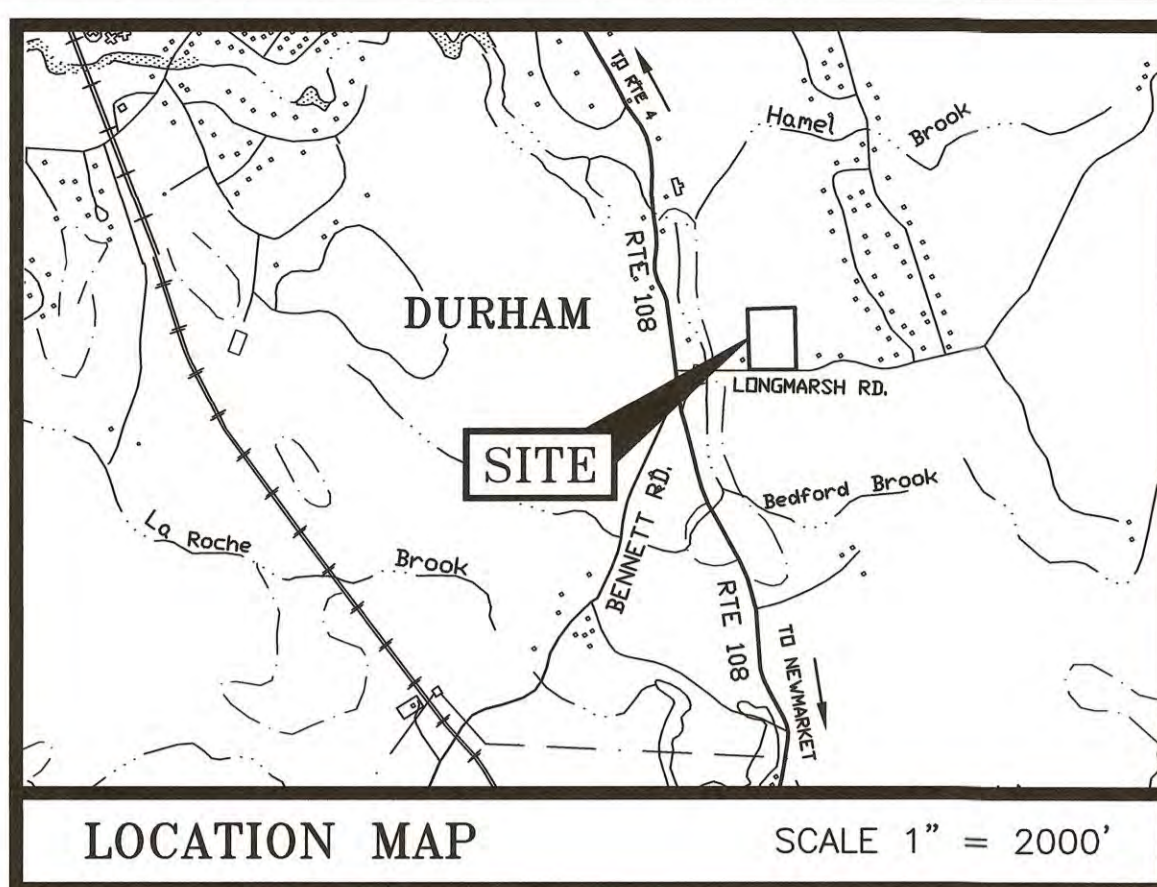 TO RTE 4
Hamel
Brook
RTE. 108
DURHAM
LONGMARSH RD.
SITE
Bedford Brook
La Roche
Brook
BENNETT RD.
RTE 108
TO NEWMARKET
LOCATION MAP
SCALE 1" = 2000'